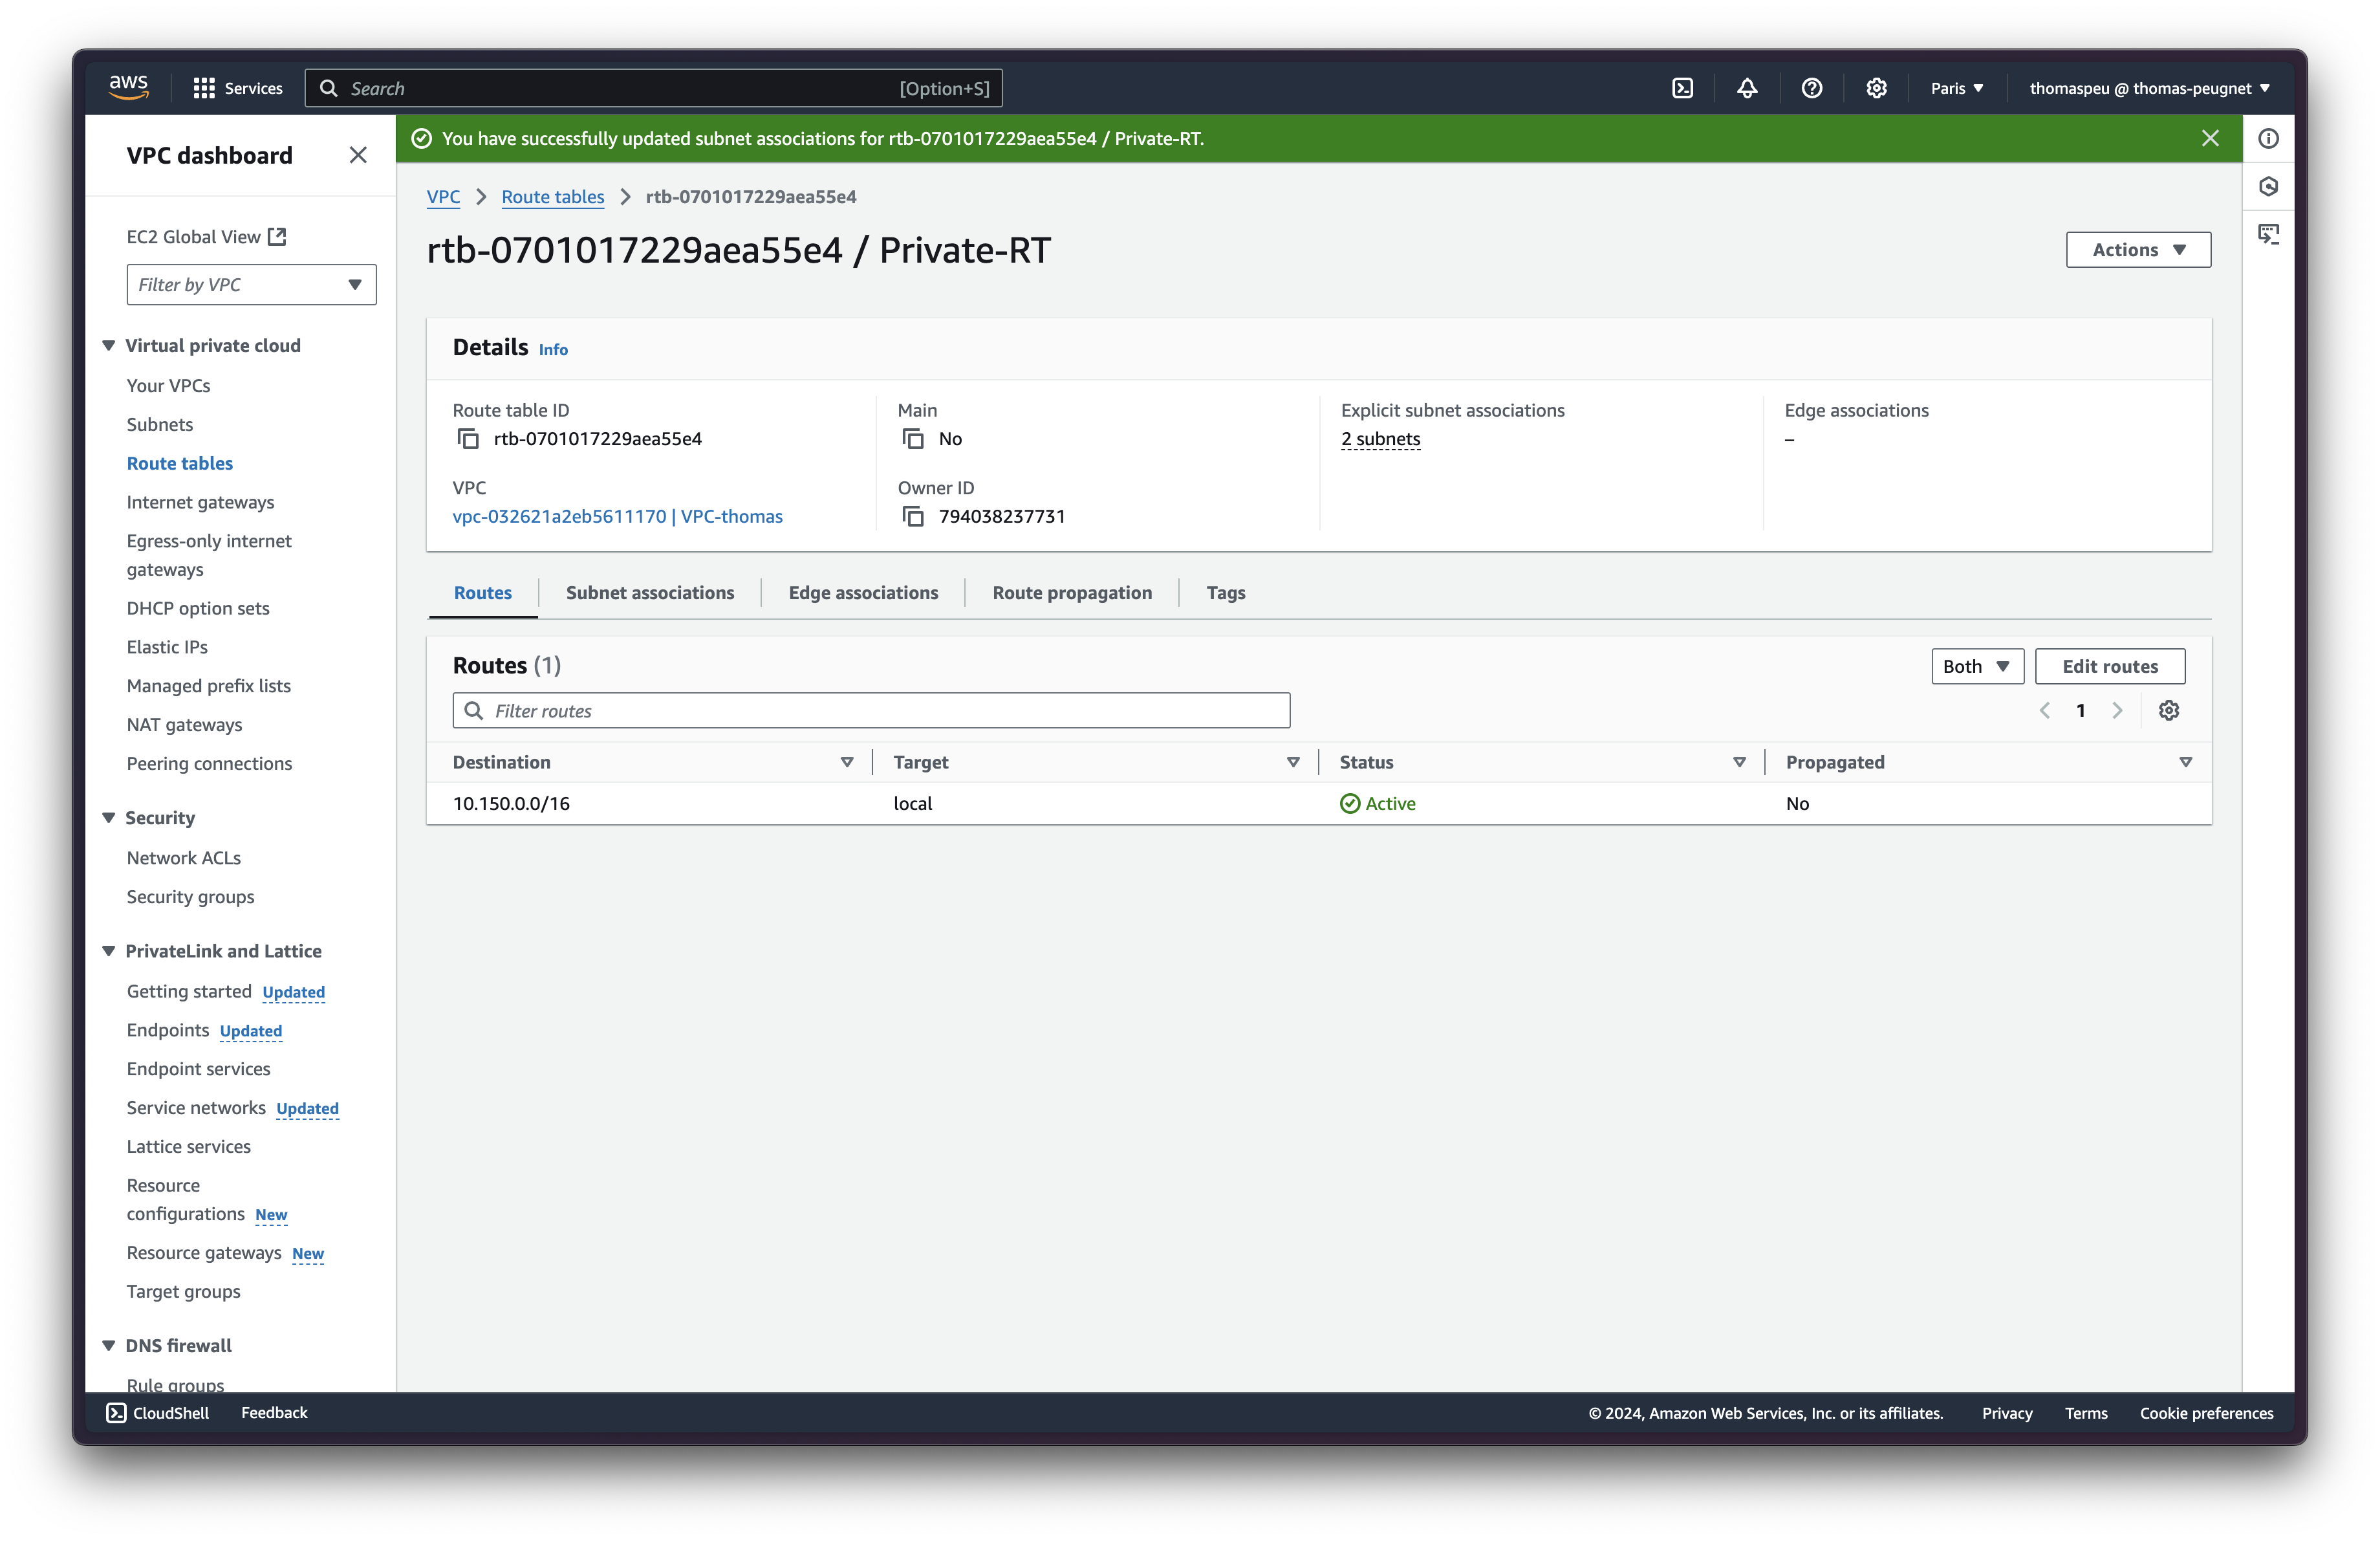 aws
Services
Search
[Option+S]
Paris
thomaspeu @ thomas-peugnet
VPC dashboard
EC2 Global View
Filter by VPC
Virtual private cloud
Your VPCs
Subnets
Route tables
Internet gateways
Egress-only internet
gateways
DHCP option sets
Elastic IPs
Managed prefix lists
NAT gateways
Peering connections
Security
Network ACLs
Security groups
PrivateLink and Lattice
Getting started Updated
Endpoints Updated
Endpoint services
Service networks Updated
Lattice services
Resource
configurations New
Resource gateways New
Target groups
DNS firewall
Rule groups
You have successfully updated subnet associations for rtb-0701017229aea55e4 / Private-RT.
VPC
Route tables
rtb-0701017229aea55e4
rtb-0701017229aea55e4 / Private-RT
Actions
Details Info
Route table ID
rtb-0701017229aea55e4
Main
No
Explicit subnet associations
2 subnets
Edge associations
–
VPC
vpc-032621a2eb5611170 | VPC-thomas
Owner ID
794038237731
Routes
Subnet associations
Edge associations
Route propagation
Tags
Routes (1)
Both
Edit routes
Filter routes
1
Destination
Target
Status
Propagated
10.150.0.0/16
local
Active
No
CloudShell
Feedback
© 2024, Amazon Web Services, Inc. or its affiliates.
Privacy
Terms
Cookie preferences